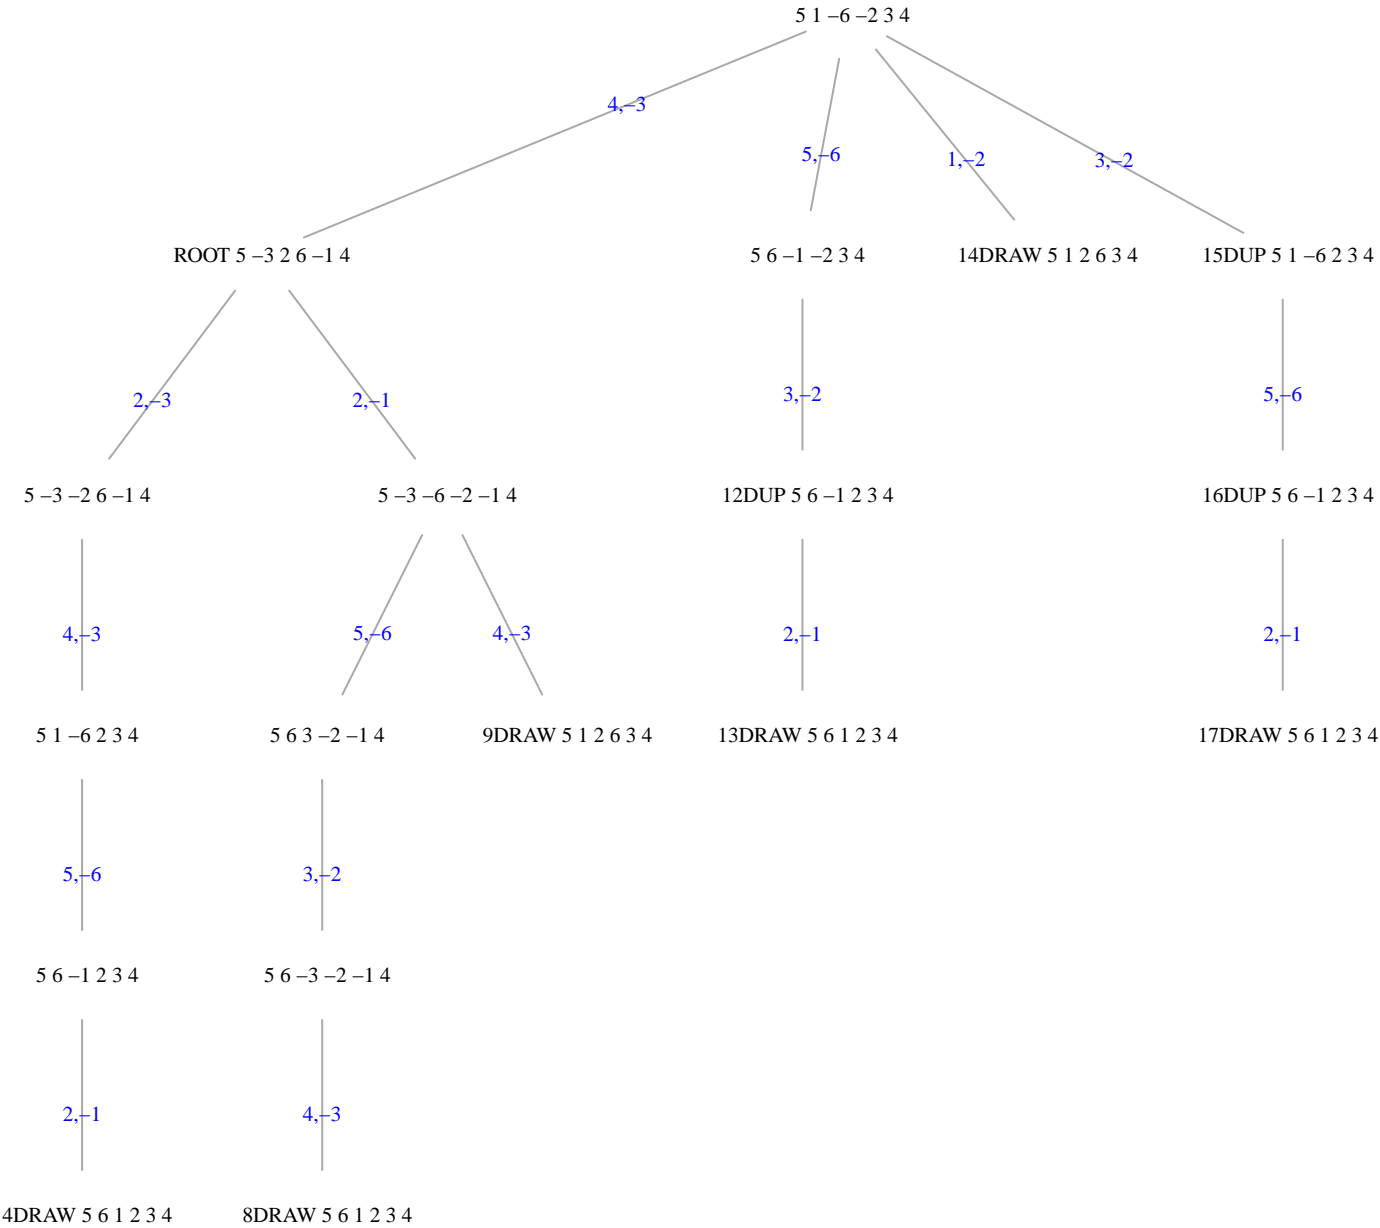 5 1 –6 –2 3 4
4,–3
5,–6
1,–2
3,–2
ROOT 5 –3 2 6 –1 4
5 6 –1 –2 3 4
14DRAW 5 1 2 6 3 4
15DUP 5 1 –6 2 3 4
2,–3
2,–1
3,–2
5,–6
5 –3 –2 6 –1 4
5 –3 –6 –2 –1 4
12DUP 5 6 –1 2 3 4
16DUP 5 6 –1 2 3 4
4,–3
5,–6
4,–3
2,–1
2,–1
5 1 –6 2 3 4
5 6 3 –2 –1 4
9DRAW 5 1 2 6 3 4
13DRAW 5 6 1 2 3 4
17DRAW 5 6 1 2 3 4
5,–6
3,–2
5 6 –1 2 3 4
5 6 –3 –2 –1 4
2,–1
4,–3
4DRAW 5 6 1 2 3 4
8DRAW 5 6 1 2 3 4